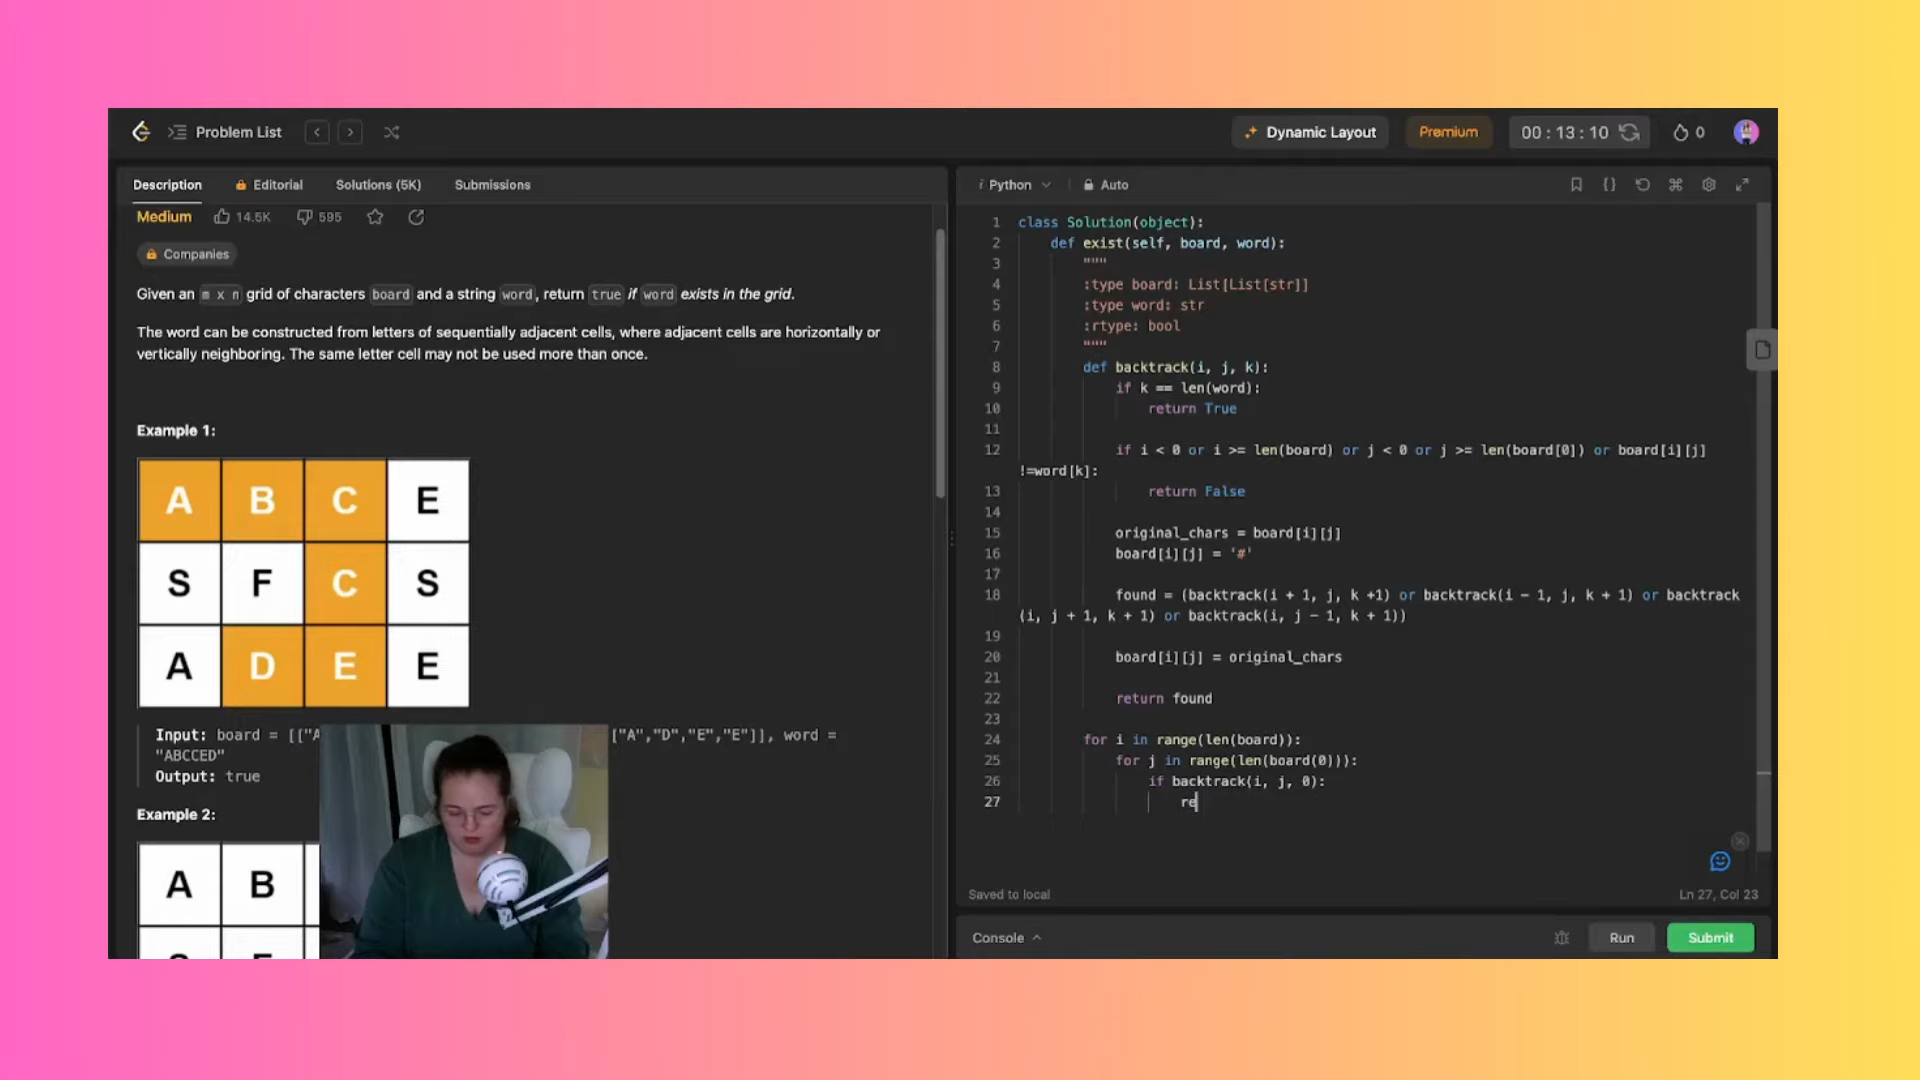 Problem List
Dynamic Layout
Premium
00 : 13 : 10
0
Description
Editorial
Solutions (5K)
Submissions
Medium
14.5K
595
Companies
Given an m x n grid of characters board and a string word, return true if word exists in the grid.
The word can be constructed from letters of sequentially adjacent cells, where adjacent cells are horizontally or
vertically neighboring. The same letter cell may not be used more than once.
Example 1:
A B C E
S F C S
A D E E
Input: board = [["A ["A","D","E","E"]], word =
"ABCCED"
Output: true
Example 2:
A B
i Python
Auto
1 class Solution(object):
2 def exist(self, board, word):
3 """
4 :type board: List[List[str]]
5 :type word: str
6 :rtype: bool
7 """
8 def backtrack(i, j, k):
9 if k == len(word):
10 return True
11
12 if i < 0 or i >= len(board) or j < 0 or j >= len(board[0]) or board[i][j]
!=word[k]:
13 return False
14
15 original_chars = board[i][j]
16 board[i][j] = '#'
17
18 found = (backtrack(i + 1, j, k +1) or backtrack(i - 1, j, k + 1) or backtrack
(i, j + 1, k + 1) or backtrack(i, j - 1, k + 1))
19
20 board[i][j] = original_chars
21
22 return found
23
24 for i in range(len(board)):
25 for j in range(len(board(0))):
26 if backtrack(i, j, 0):
27 re
Saved to local
Ln 27, Col 23
Console
Run
Submit